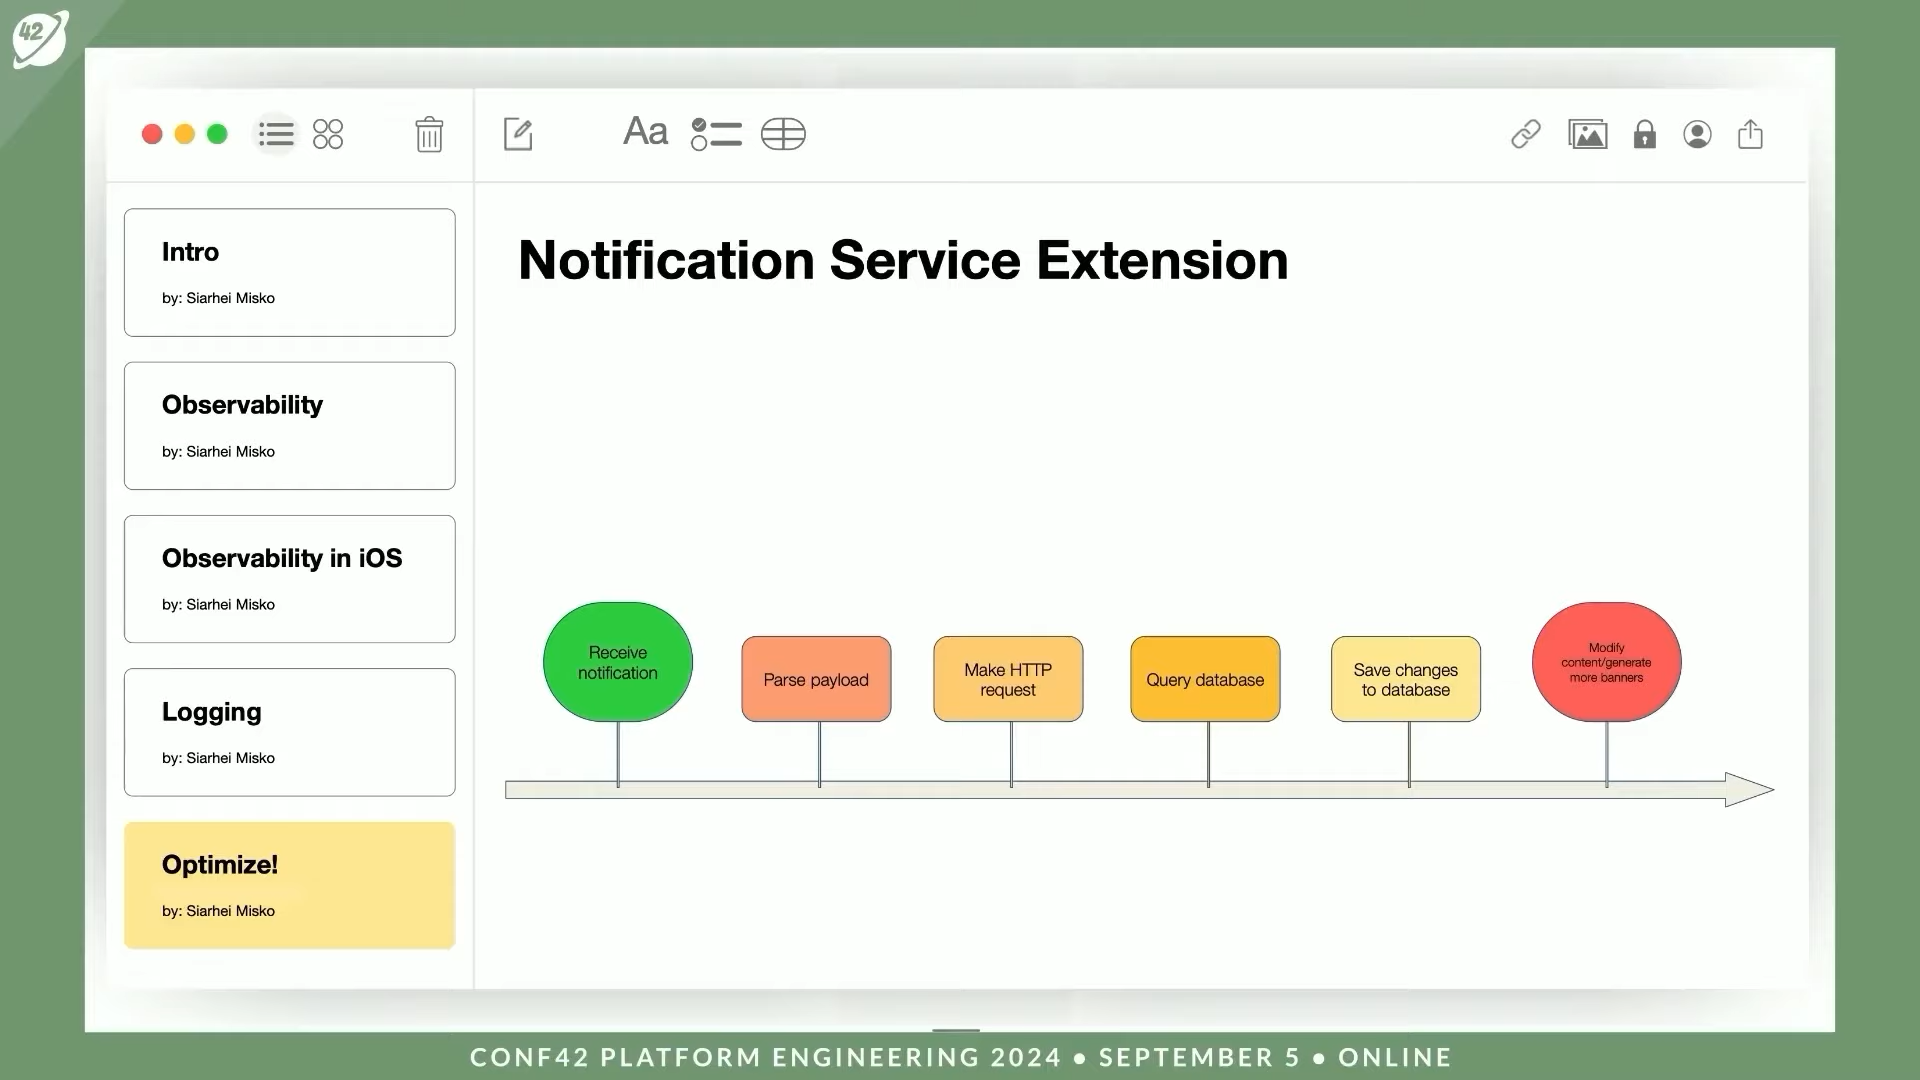 42
Aa
Intro
by: Siarhei Misko
Observability
by: Siarhei Misko
Observability in iOS
by: Siarhei Misko
Logging
by: Siarhei Misko
Optimize!
by: Siarhei Misko
Notification Service Extension
Receive
notification
Parse payload
Make HTTP
request
Query database
Save changes
to database
Modify
content/generate
more banners
CONF42 PLATFORM ENGINEERING 2024 ● SEPTEMBER 5 ● ONLINE